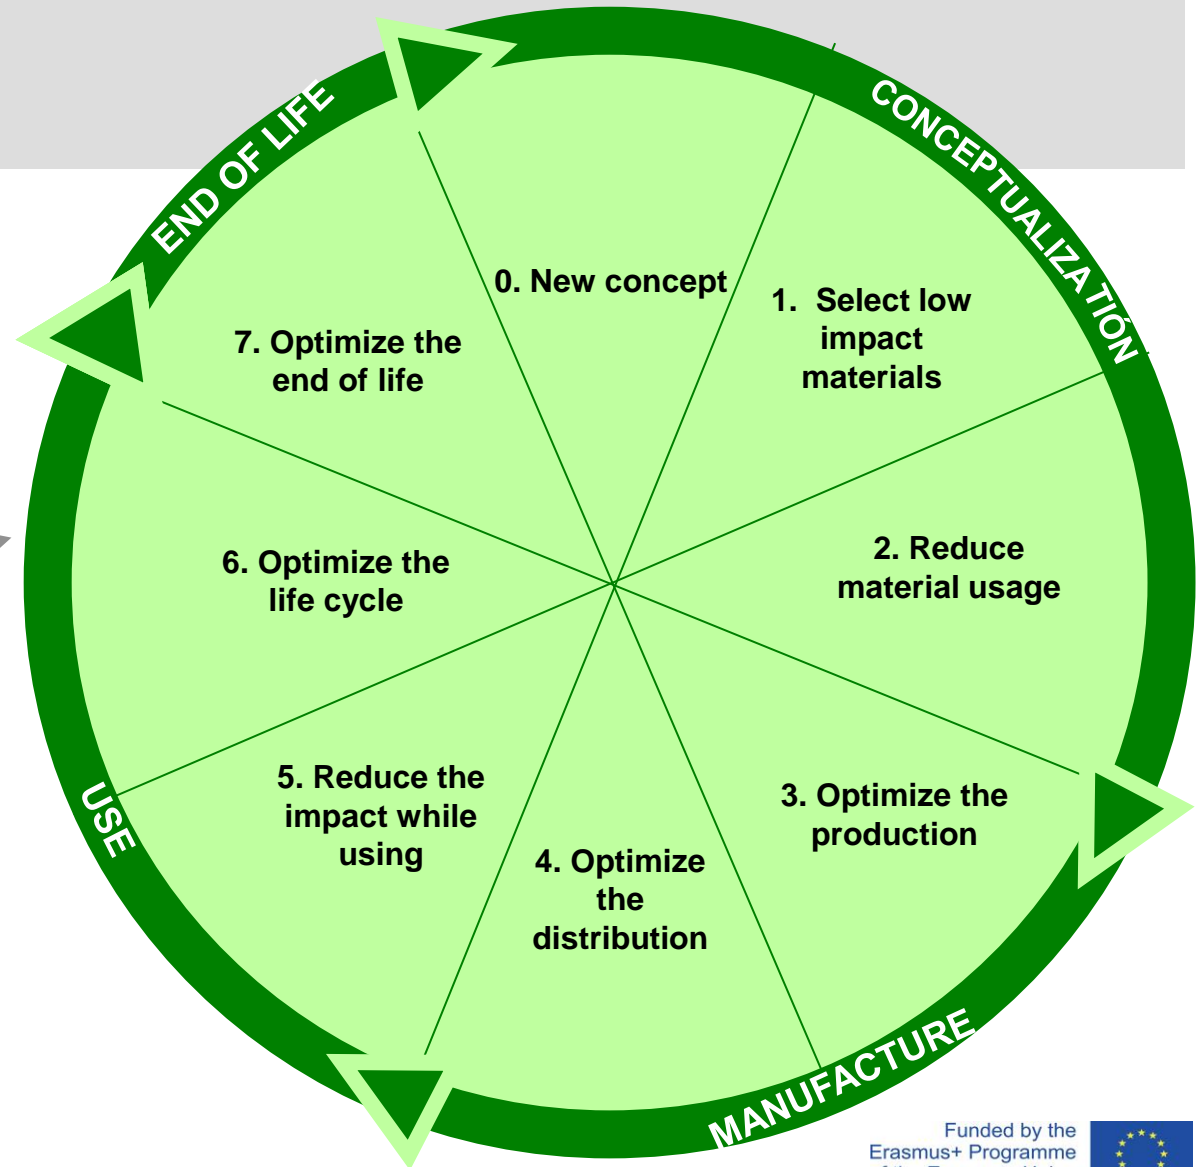 END OF LIFE
CONCEPTUALIZATIÓN
0. New concept
1. Select low
impact
materials
7. Optimize the
end of life
2. Reduce
material usage
6. Optimize the
life cycle
3. Optimize the
production
5. Reduce the
impact while
using
4. Optimize
the
distribution
USE
MANUFACTURE
Funded by the
Erasmus+ Programme